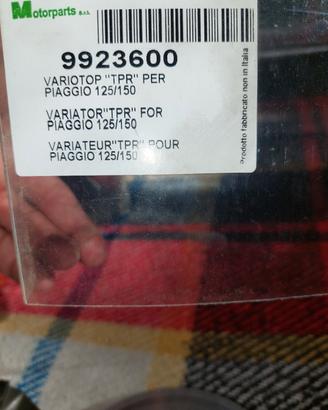 Motorparts s.r.l.
9923600
VARIOTOP "TPR" PER
PIAGGIO 125/150
VARIATOR"TPR" FOR
PIAGGIO 125/150
VARIATEUR"TPR" POUR
PIAGGIO 125/150
Prodotto fabbricato non in Italia